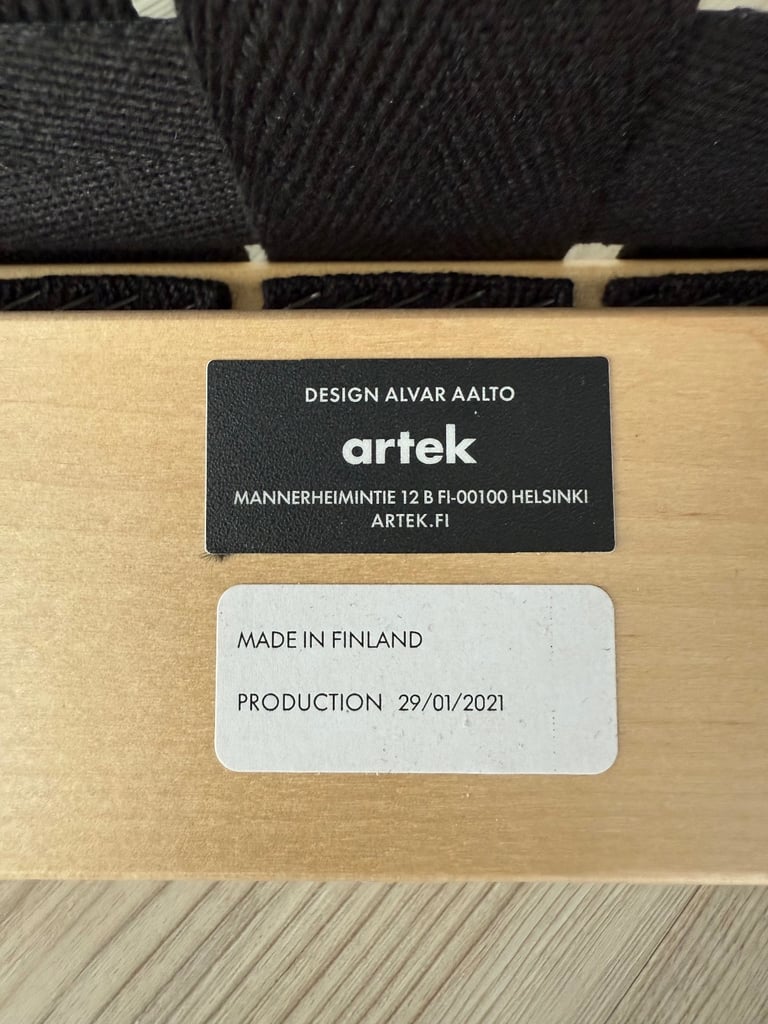 DESIGN ALVAR AALTO
artek
MANNERHEIMINTIE 12 B FI-00100 HELSINKI
ARTEK.FI
MADE IN FINLAND
PRODUCTION 29/01/2021